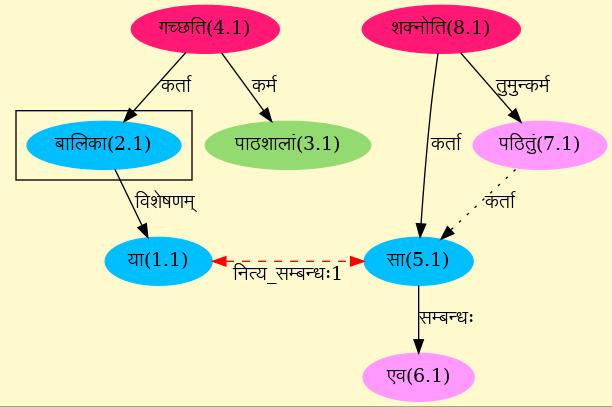 गच्छति(4.1) शक्नोति(8.1)
कर्ता कर्म तुमुन्कर्म
बालिका(2.1) पाठशालां(3.1) कर्ता पठितुं(7.1)
विशेषणम् कर्ता
या(1.1) नित्य_सम्बन्धः1 सा(5.1)
सम्बन्धः
एव(6.1)